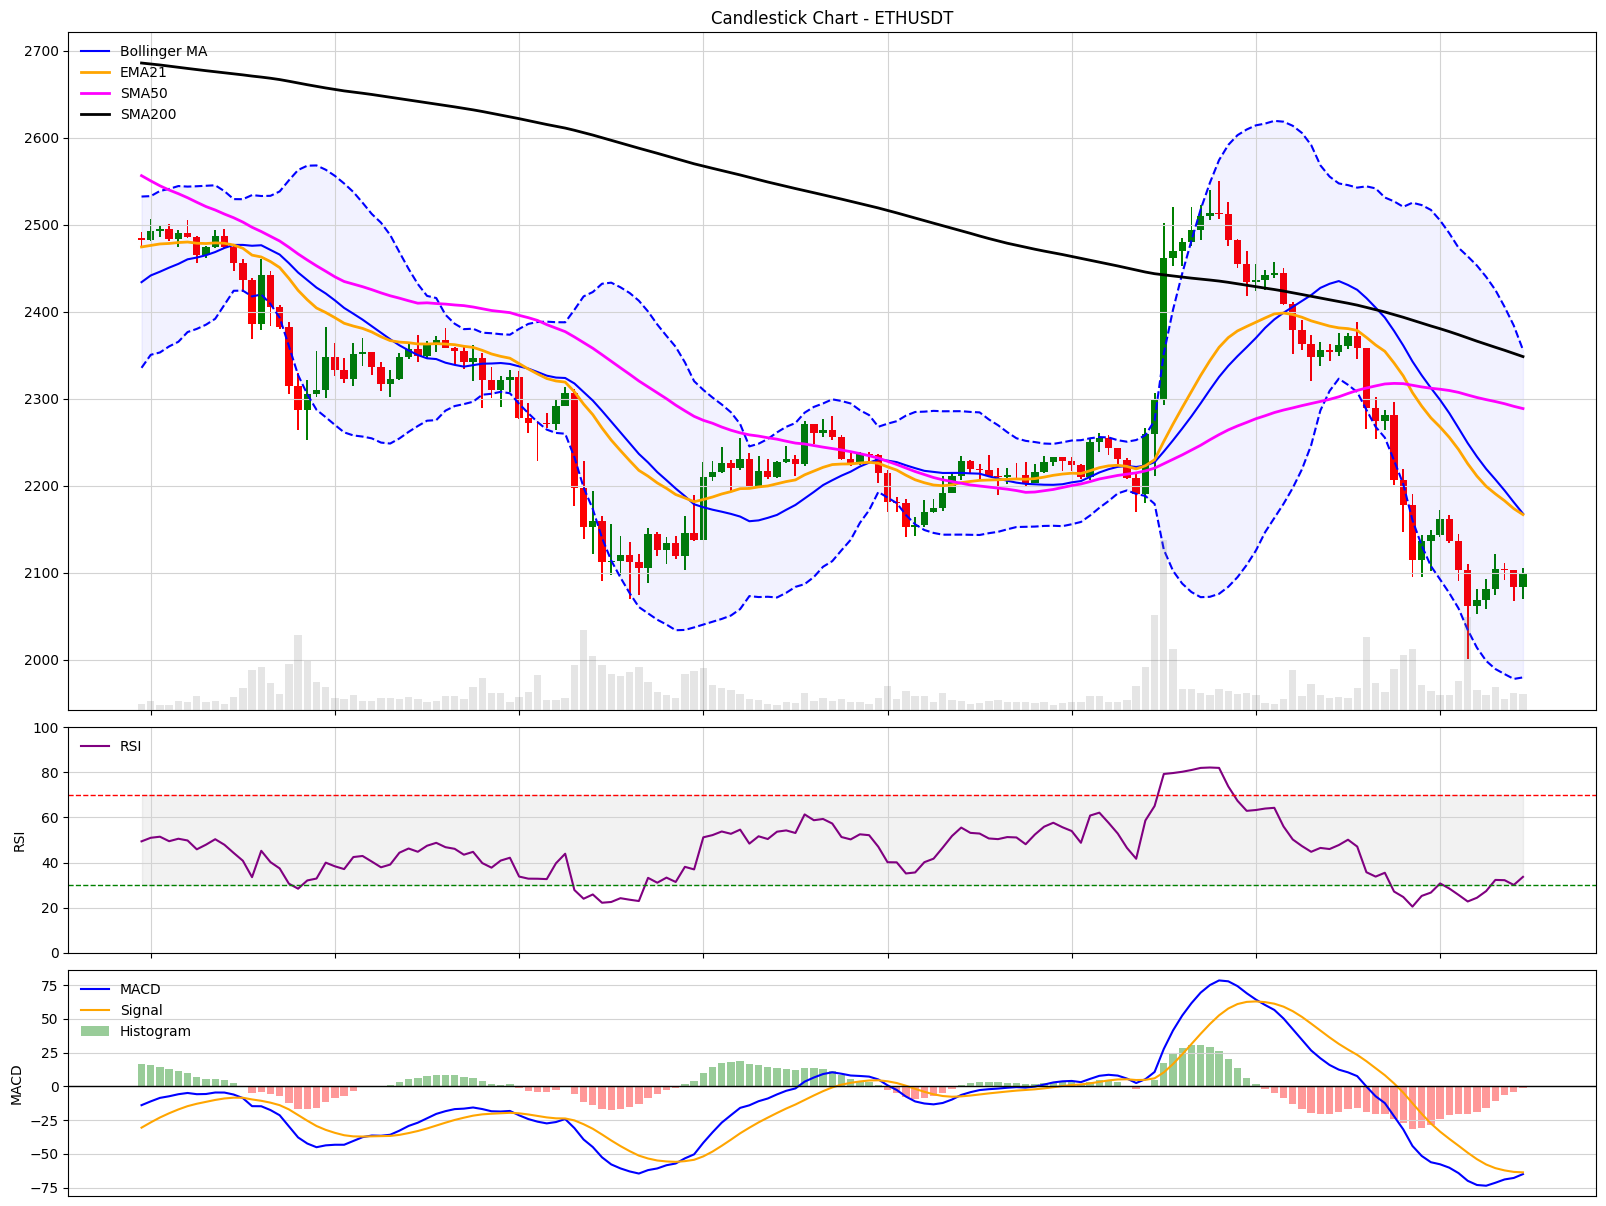 Candlestick Chart - ETHUSDT
2700
2600
2500
2400
2300
2200
2100
2000
Bollinger MA
EMA21
SMA50
SMA200
100
80
60
40
20
0
RSI
RSI
75
50
25
0
−25
−50
−75
MACD
MACD
Signal
Histogram